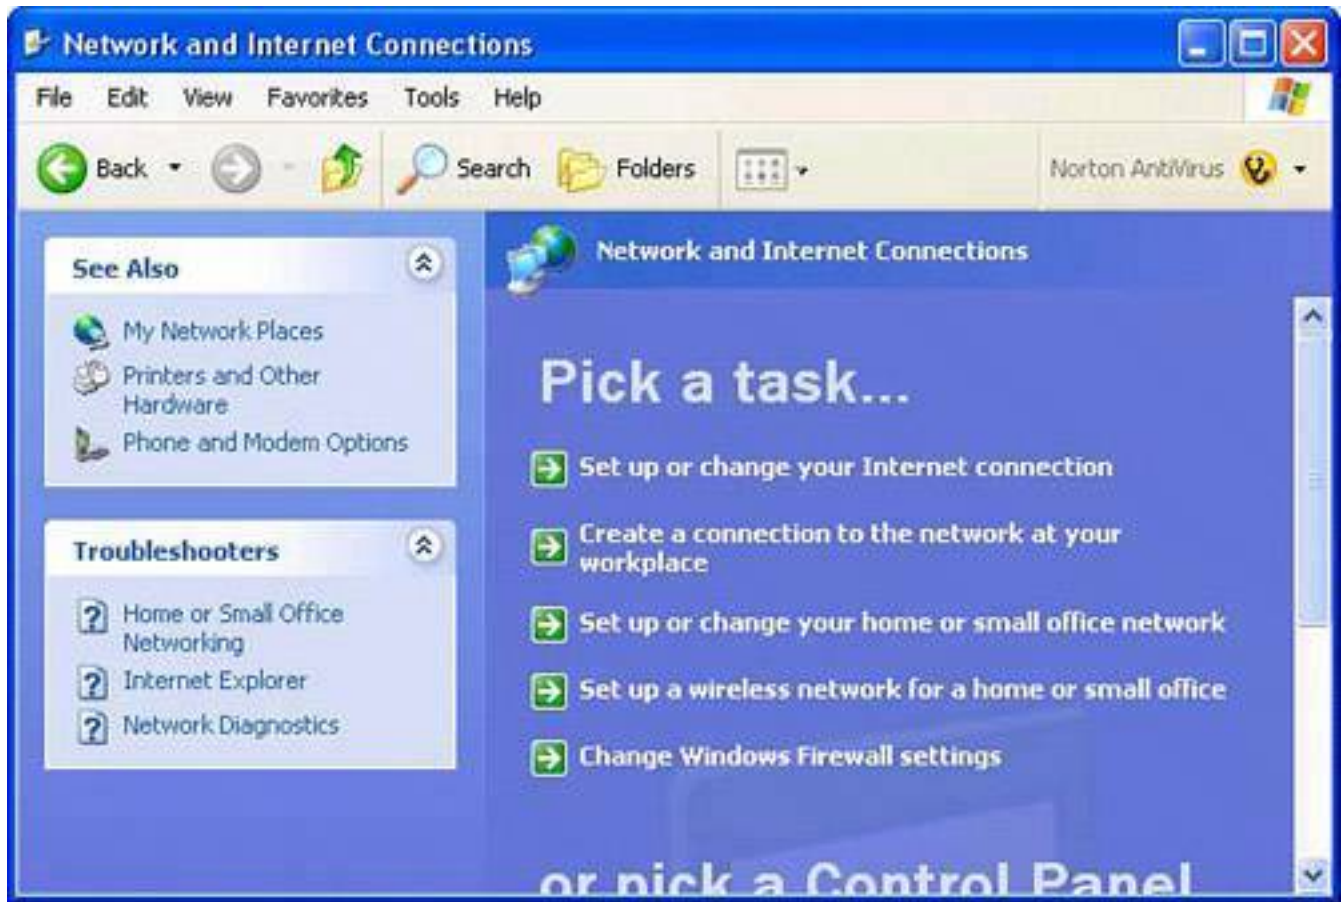 Network and Internet Connections
File Edit View Favorites Tools Help
Back Search Folders Norton AntiVirus
See Also
My Network Places
Printers and Other
Hardware
Phone and Modem Options
Troubleshooters
Home or Small Office
Networking
Internet Explorer
Network Diagnostics
Network and Internet Connections
Pick a task...
Set up or change your Internet connection
Create a connection to the network at your
workplace
Set up or change your home or small office network
Set up a wireless network for a home or small office
Change Windows Firewall settings
or pick a Control Panel